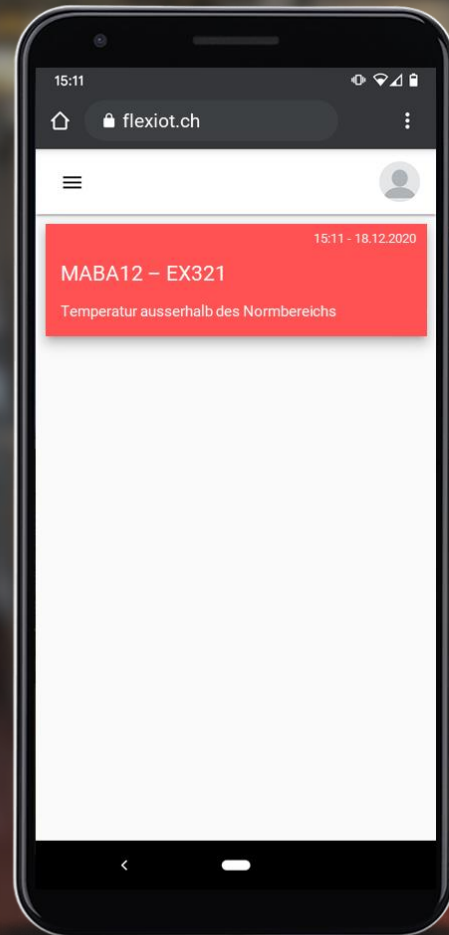 15:11
flexiot.ch
15:11 - 18.12.2020
MABA12 – EX321
Temperatur ausserhalb des Normbereichs